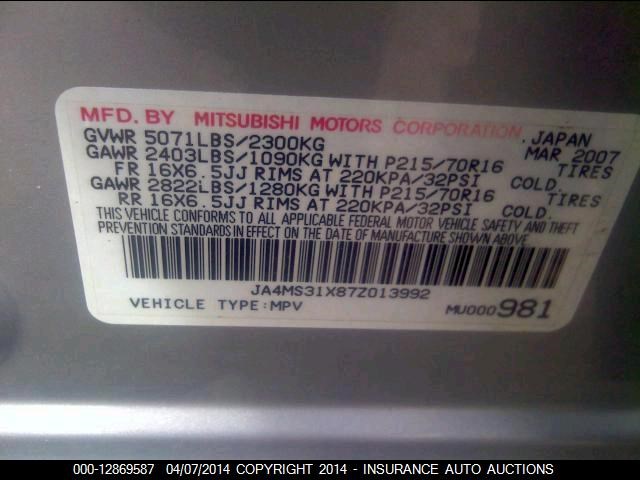 MFD. BY MITSUBISHI MOTORS CORPORATION. JAPAN
GVWR 5071LBS/2300KG MAR 2007
GAWR 2403LBS/1090KG WITH P215/70R16 TIRES
FR 16X6.5JJ RIMS AT 220KPA/32PSI COLD.
GAWR 2822LBS/1280KG WITH P215/70R16 TIRES
RR 16X6.5JJ RIMS AT 220KPA/32PSI COLD.
THIS VEHICLE CONFORMS TO ALL APPLICABLE FEDERAL MOTOR VEHICLE SAFETY AND THEFT
PREVENTION STANDARDS IN EFFECT ON THE DATE OF MANUFACTURE SHOWN ABOVE.
JA4MS31X87Z013992
VEHICLE TYPE:MPV MU000981
000-12869587 04/07/2014 COPYRIGHT 2014 - INSURANCE AUTO AUCTIONS